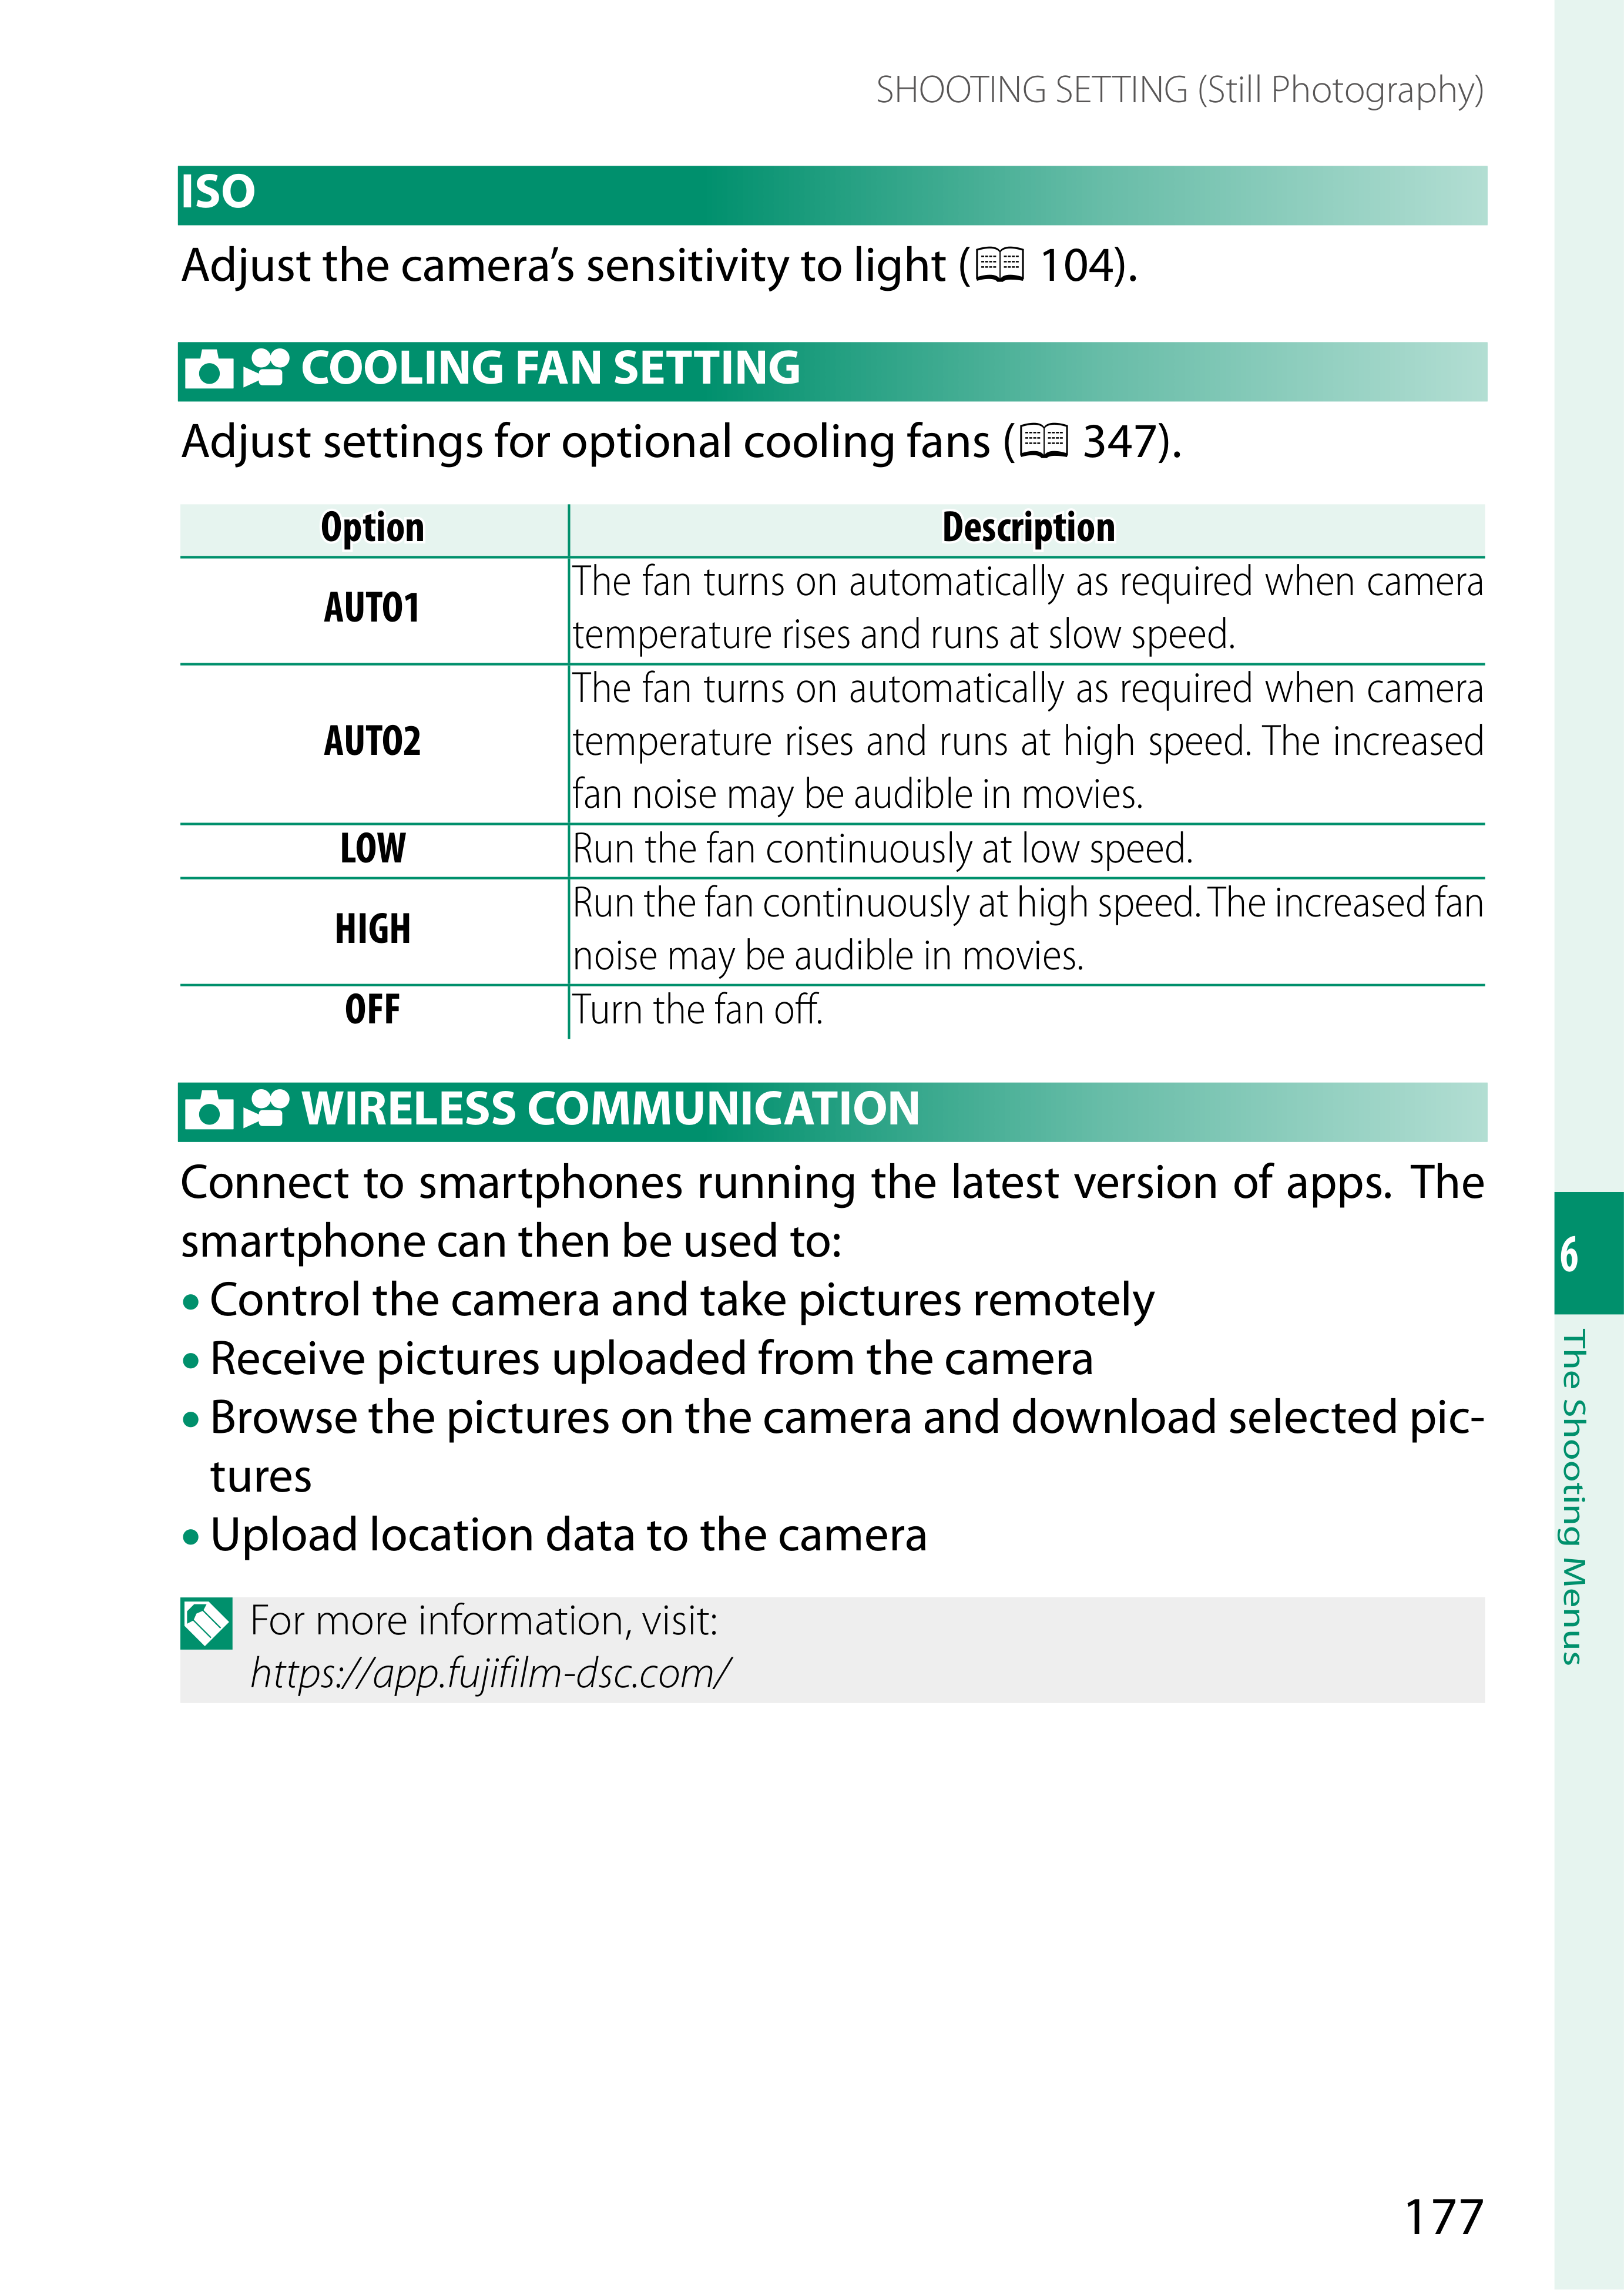 SHOOTING SETTING (Still Photography)
ISO
Adjust the camera’s sensitivity to light (104).
COOLING FAN SETTING
Adjust settings for optional cooling fans (347).
Option Description
AUTO1
The fan turns on automatically as required when camera
temperature rises and runs at slow speed.
AUTO2
The fan turns on automatically as required when camera
temperature rises and runs at high speed. The increased
fan noise may be audible in movies.
LOW Run the fan continuously at low speed.
HIGH
Run the fan continuously at high speed. The increased fan
noise may be audible in movies.
OFF Turn the fan off.
WIRELESS COMMUNICATION
Connect to smartphones running the latest version of apps. The
smartphone can then be used to:
• Control the camera and take pictures remotely
• Receive pictures uploaded from the camera
• Browse the pictures on the camera and download selected pic-
tures
• Upload location data to the camera
For more information, visit:
https://app.fujifilm-dsc.com/
6
The Shooting Menus
177